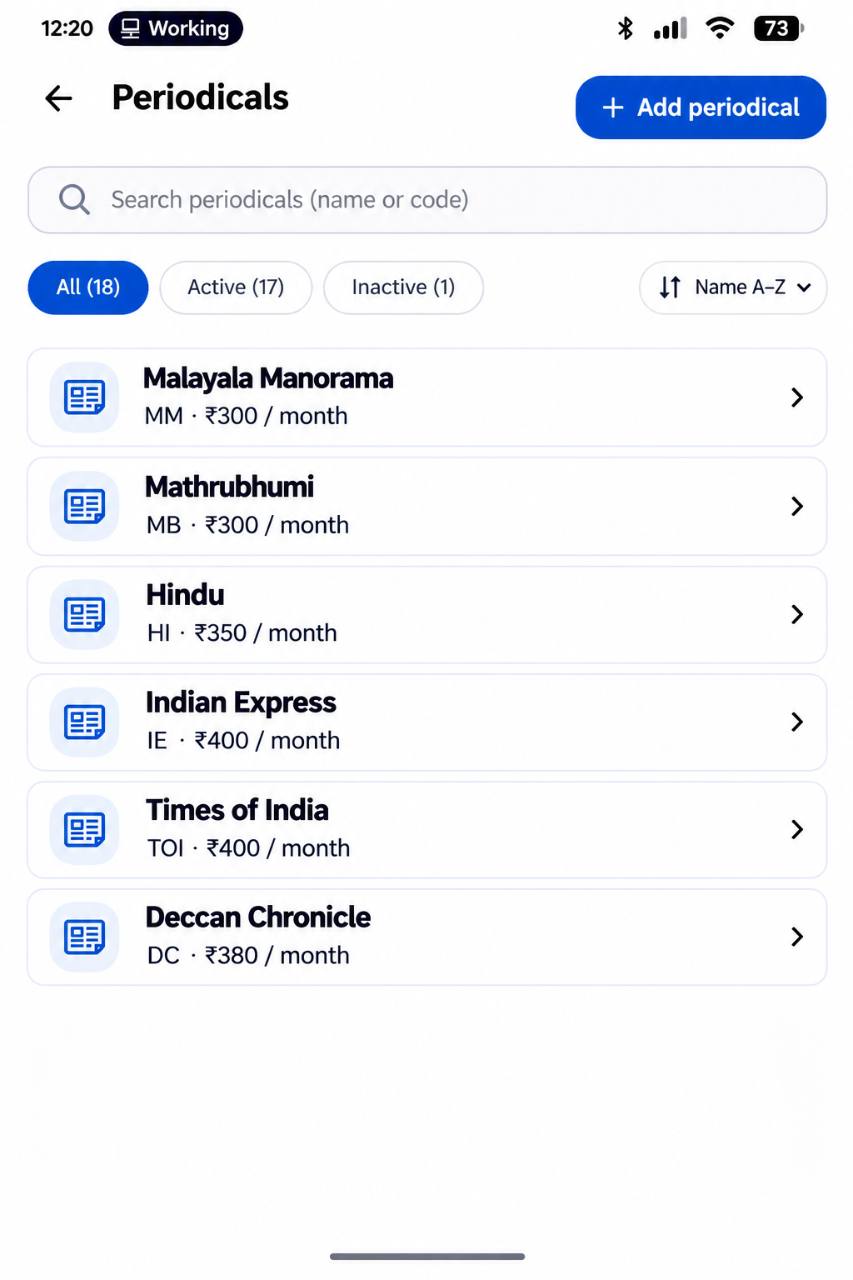 12:20 Working 73
Periodicals
+ Add periodical
Search periodicals (name or code)
All (18) Active (17) Inactive (1) Name A–Z
Malayala Manorama
MM · ₹300 / month
Mathrubhumi
MB · ₹300 / month
Hindu
HI · ₹350 / month
Indian Express
IE · ₹400 / month
Times of India
TOI · ₹400 / month
Deccan Chronicle
DC · ₹380 / month